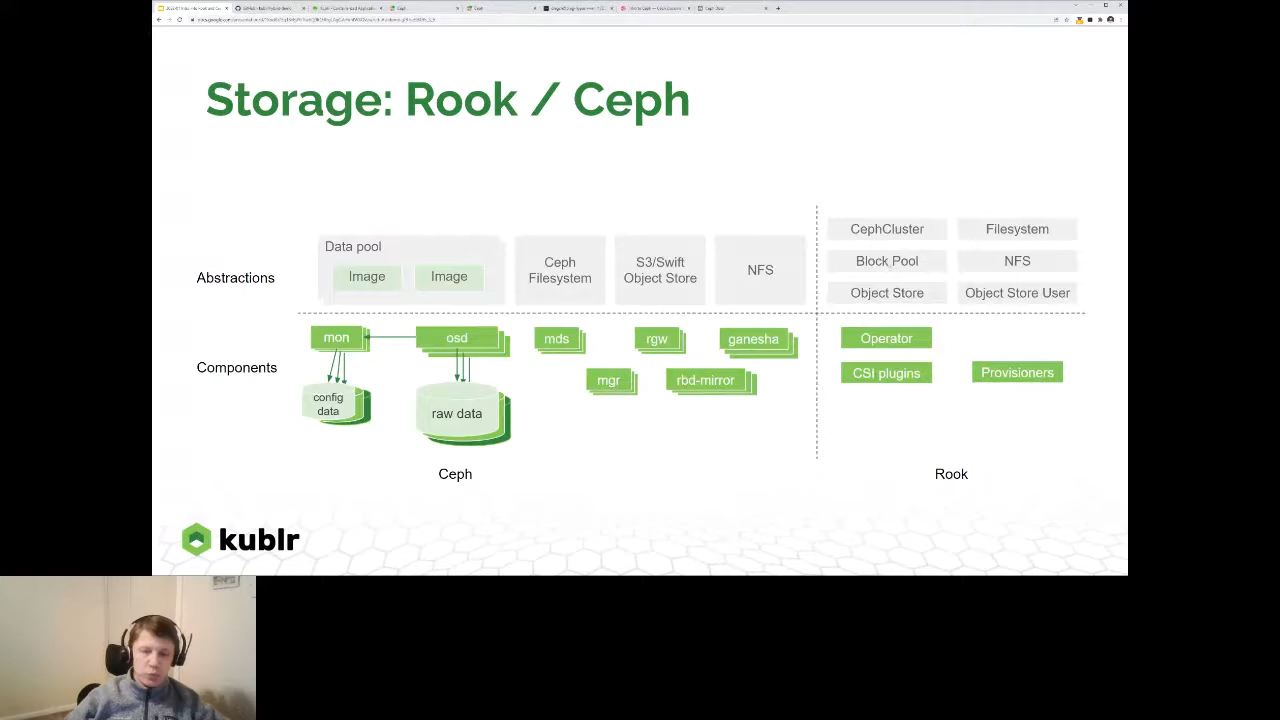 Storage: Rook / Ceph
Abstractions
Data pool
Image
Image
Ceph
Filesystem
S3/Swift
Object Store
NFS
CephCluster
Filesystem
Block Pool
NFS
Object Store
Object Store User
Components
mon
osd
mds
rgw
ganesha
mgr
rbd-mirror
config
data
raw data
Operator
CSI plugins
Provisioners
Ceph
Rook
kublr